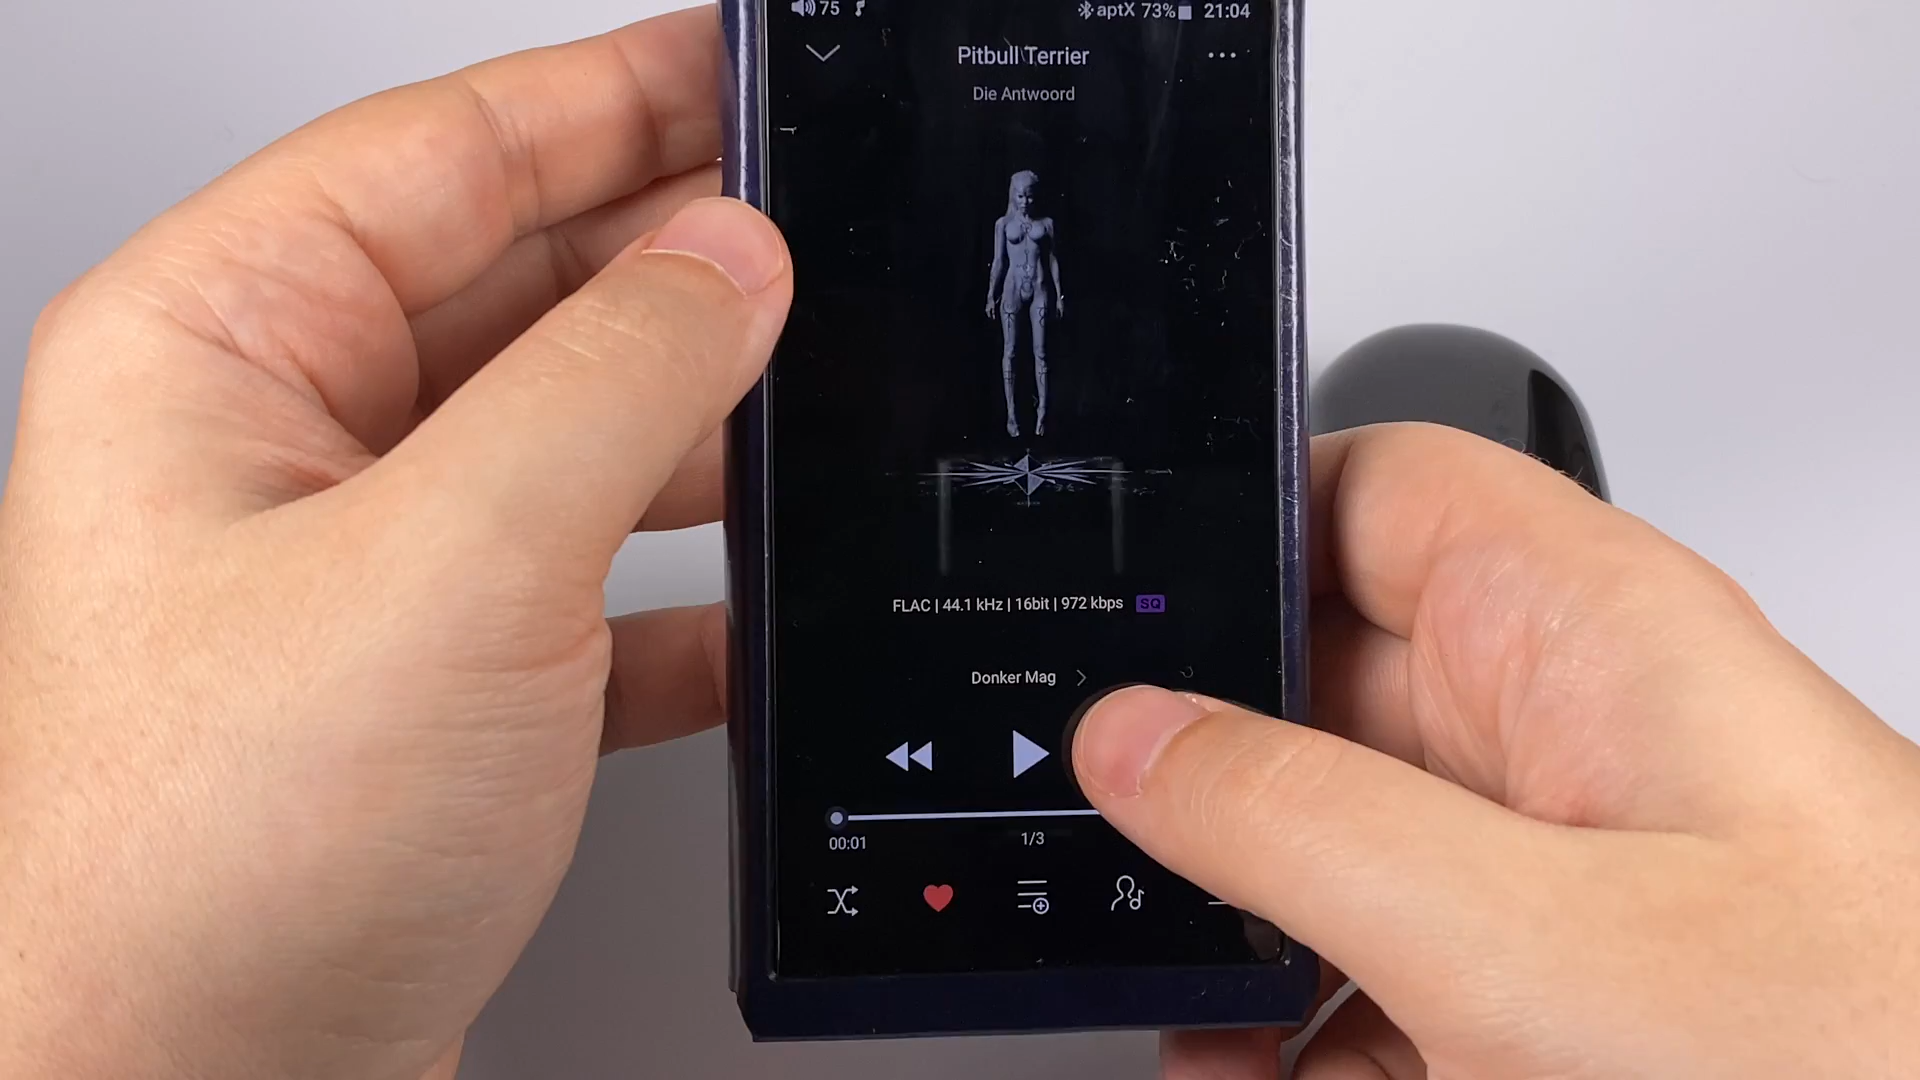 75 aptX 73% 21:04
Pitbull Terrier
Die Antwoord
FLAC | 44.1 kHz | 16bit | 972 kbps SQ
Donker Mag
00:01 1/3